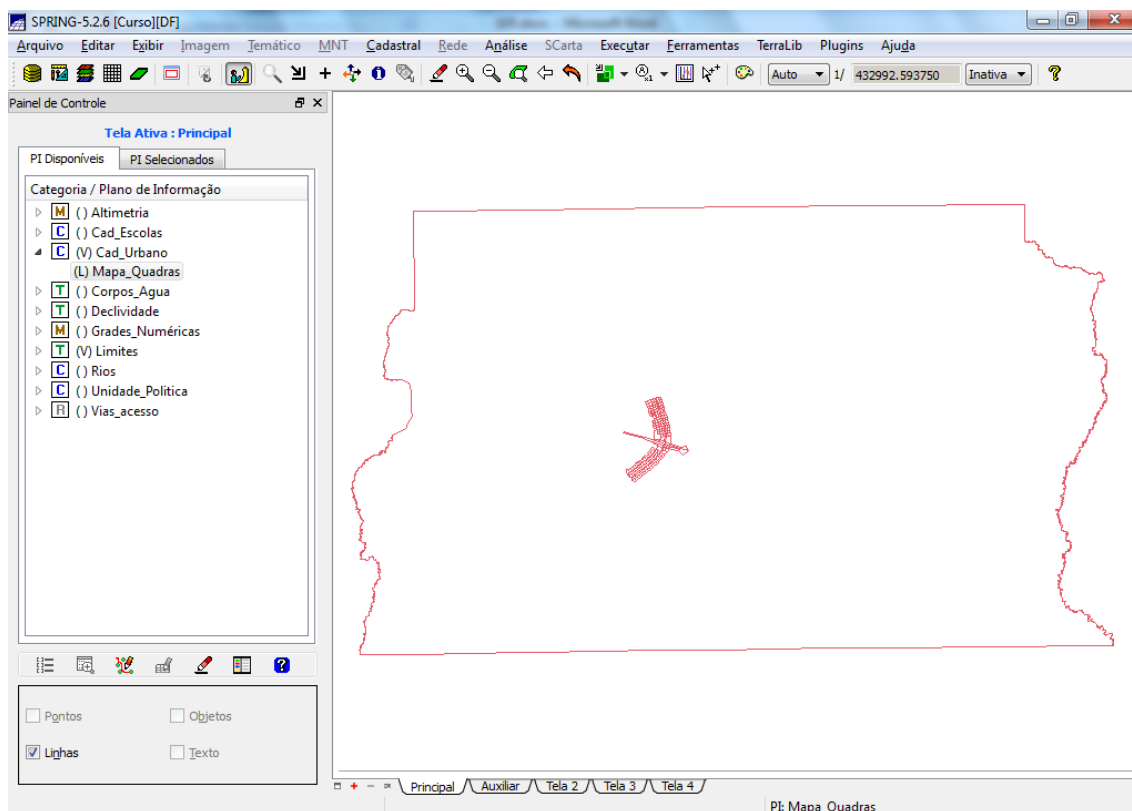 SPRING-5.2.6 [Curso][DF]
Arquivo Editar Exibir Imagem Temático MNT Cadastral Rede Análise SCarta Executar Ferramentas TerraLib Plugins Ajuda
Auto 1/ 432992.593750 Inativa
Painel de Controle
Tela Ativa : Principal
PI Disponíveis PI Selecionados
Categoria / Plano de Informação
M () Altimetria
C () Cad_Escolas
C (V) Cad_Urbano
(L) Mapa_Quadras
T () Corpos_Agua
T () Declividade
M () Grades_Numéricas
T (V) Limites
C () Rios
C () Unidade_Politica
R () Vias_acesso
Pontos Objetos
Linhas Texto
Principal Auxiliar Tela 2 Tela 3 Tela 4
PI: Mapa_Quadras